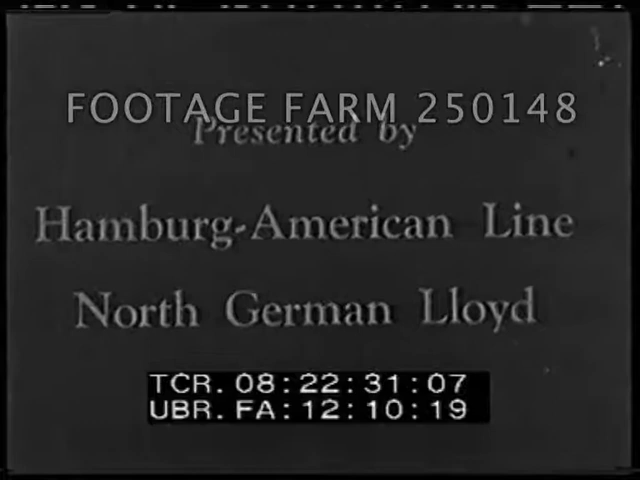 FOOTAGE FARM 250148
Presented by
Hamburg-American Line
North German Lloyd
TCR. 08:22:31:07
UBR. FA:12:10:19